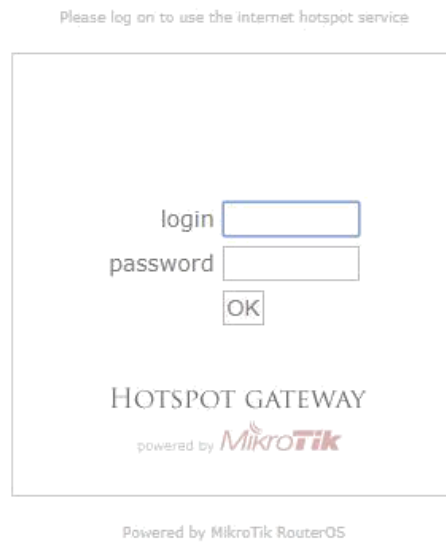 Please log on to use the internet hotspot service
login
password
OK
HOTSPOT GATEWAY
powered by MikroTik
Powered by MikroTik RouterOS